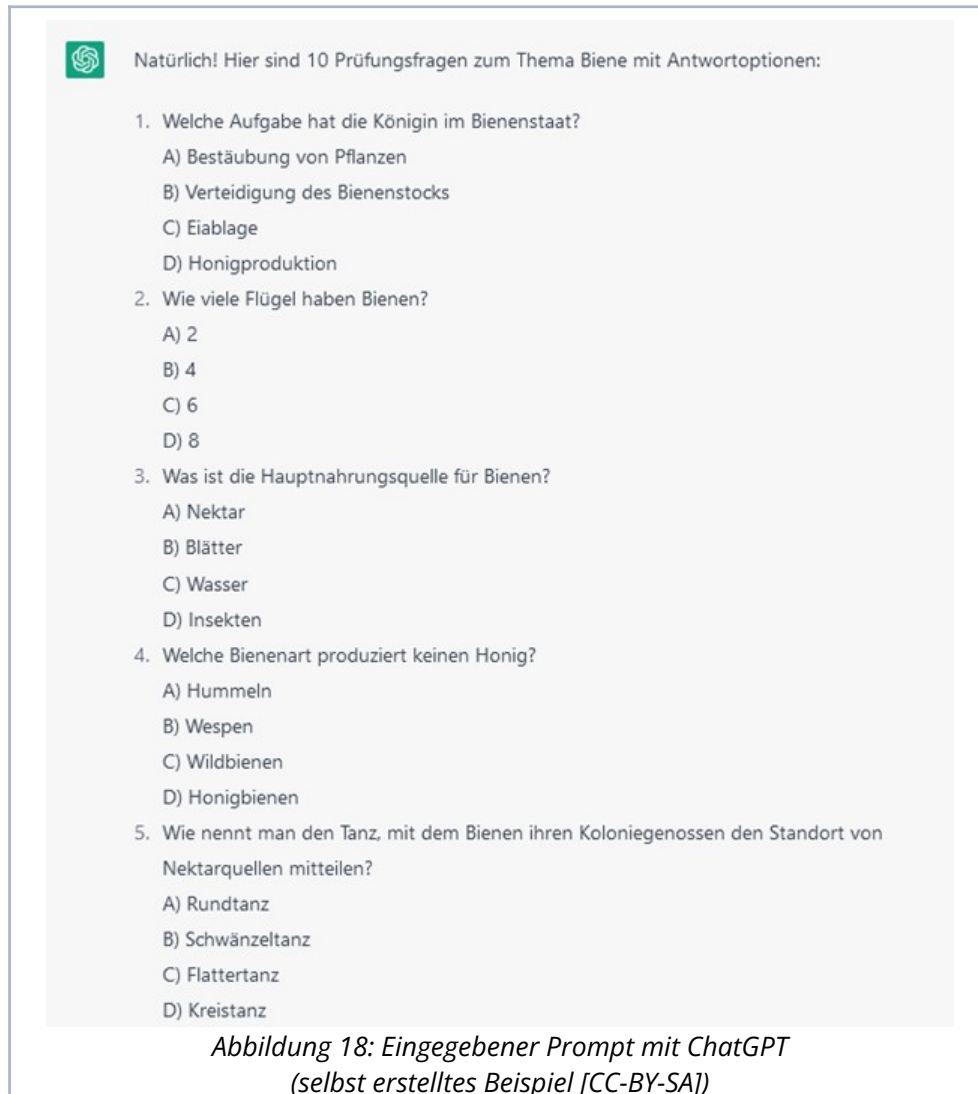 Natürlich! Hier sind 10 Prüfungsfragen zum Thema Biene mit Antwortoptionen:
1. Welche Aufgabe hat die Königin im Bienenstaat?
A) Bestäubung von Pflanzen
B) Verteidigung des Bienenstocks
C) Eiablage
D) Honigproduktion
2. Wie viele Flügel haben Bienen?
A) 2
B) 4
C) 6
D) 8
3. Was ist die Hauptnahrungsquelle für Bienen?
A) Nektar
B) Blätter
C) Wasser
D) Insekten
4. Welche Bienenart produziert keinen Honig?
A) Hummeln
B) Wespen
C) Wildbienen
D) Honigbienen
5. Wie nennt man den Tanz, mit dem Bienen ihren Koloniegenossen den Standort von
Nektarquellen mitteilen?
A) Rundtanz
B) Schwänzeltanz
C) Flattertanz
D) Kreistanz
Abbildung 18: Eingegebener Prompt mit ChatGPT
(selbst erstelltes Beispiel [CC-BY-SA])